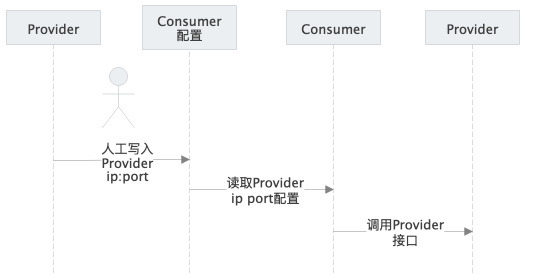 Provider
Consumer
配置
Consumer
Provider
人工写入
Provider
ip:port
读取Provider
ip port配置
调用Provider
接口